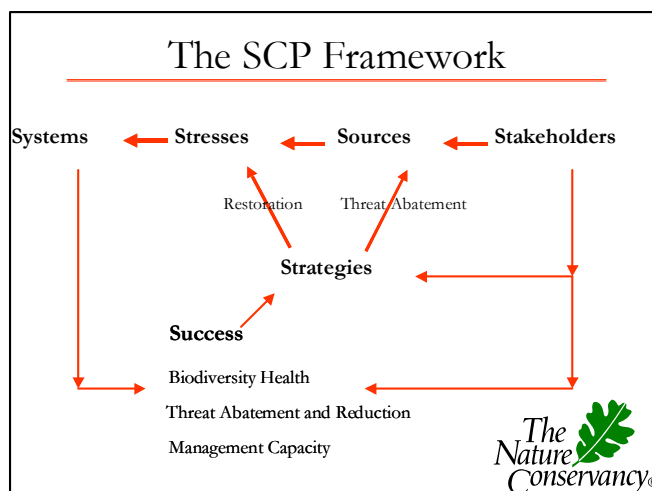 The SCP Framework
Systems Stresses Sources Stakeholders
Restoration Threat Abatement
Strategies
Success
Biodiversity Health
Threat Abatement and Reduction
Management Capacity
The
Nature
Conservancy®